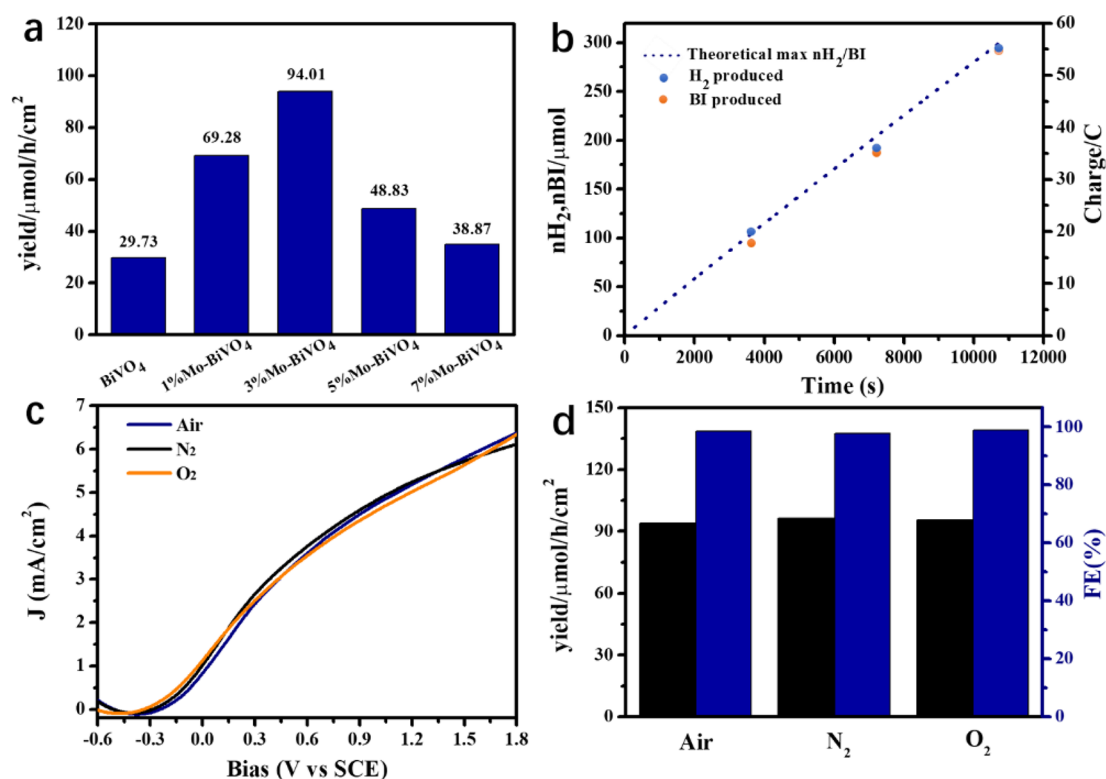 a
yield/μmol/h/cm²
120
100
80
60
40
20
0
29.73
69.28
94.01
48.83
38.87
BiVO₄
1%Mo-BiVO₄
3%Mo-BiVO₄
5%Mo-BiVO₄
7%Mo-BiVO₄
b
nH₂,nBI/μmol
300
250
200
150
100
50
0
Theoretical max nH₂/BI
H₂ produced
BI produced
60
50
40
30
20
10
0
Charge/C
0 2000 4000 6000 8000 10000 12000
Time (s)
c
J (mA/cm²)
7
6
5
4
3
2
1
0
Air
N₂
O₂
-0.6 -0.3 0.0 0.3 0.6 0.9 1.2 1.5 1.8
Bias (V vs SCE)
d
yield/μmol/h/cm²
150
120
90
60
30
0
100
80
60
40
20
0
FE(%)
Air N₂ O₂